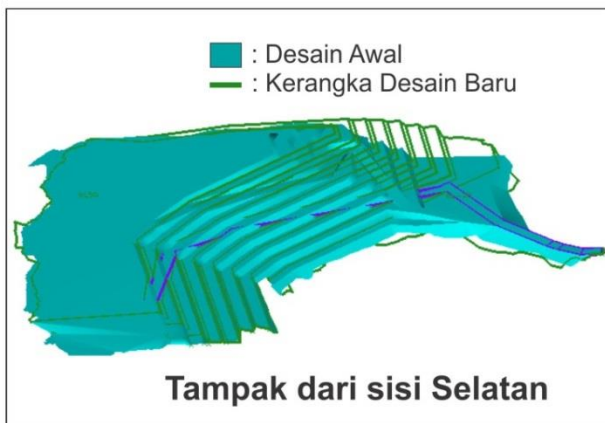 : Desain Awal
: Kerangka Desain Baru
Tampak dari sisi Selatan